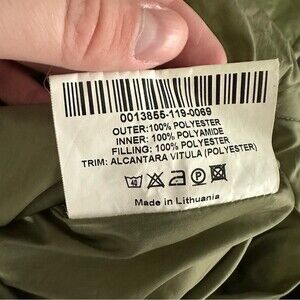 0013855-119-0069
OUTER:100% POLYESTER
INNER: 100% POLYAMIDE
FILLING: 100% POLYESTER
TRIM: ALCANTARA VITULA (POLYESTER)
40 P
Made in Lithuania